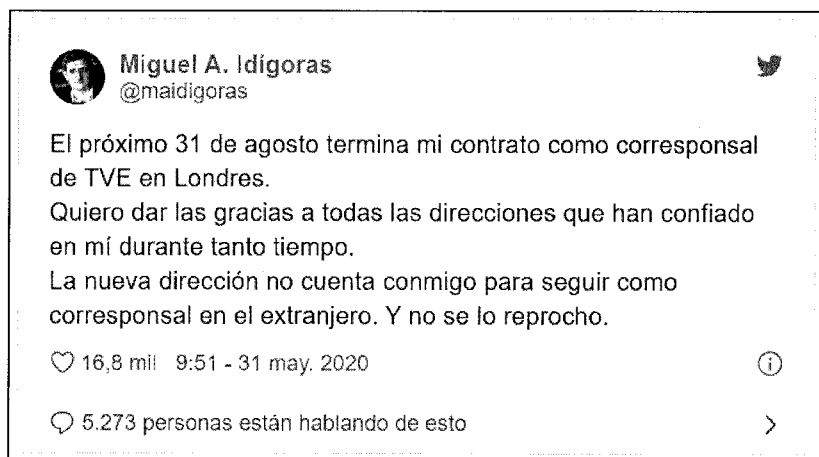 Miguel A. Idígoras
@maidigoras
El próximo 31 de agosto termina mi contrato como corresponsal
de TVE en Londres.
Quiero dar las gracias a todas las direcciones que han confiado
en mí durante tanto tiempo.
La nueva dirección no cuenta conmigo para seguir como
corresponsal en el extranjero. Y no se lo reprocho.
16,8 mil 9:51 - 31 may. 2020
5.273 personas están hablando de esto